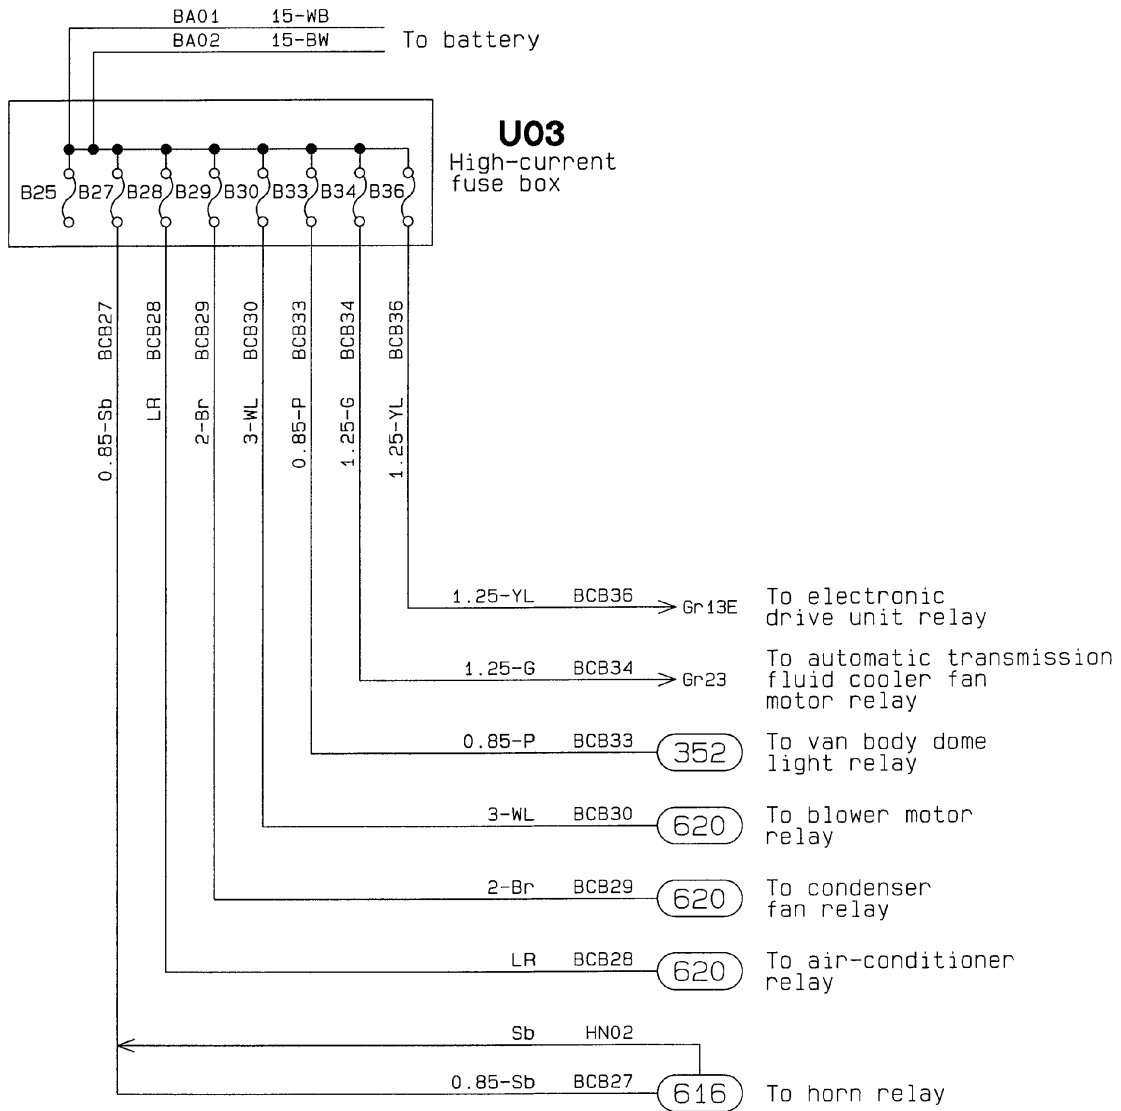 BA01 15-WB
BA02 15-BW
To battery
U03
High-current
fuse box
B25 B27 B28 B29 B30 B33 B34 B36
0.85-Sb BCB27
LR BCB28
2-Br BCB29
3-WL BCB30
0.85-P BCB33
1.25-G BCB34
1.25-YL BCB36
1.25-YL BCB36 Gr13E To electronic
drive unit relay
1.25-G BCB34 Gr23 To automatic transmission
fluid cooler fan
motor relay
0.85-P BCB33 352 To van body dome
light relay
3-WL BCB30 620 To blower motor
relay
2-Br BCB29 620 To condenser
fan relay
LR BCB28 620 To air-conditioner
relay
Sb HN02
0.85-Sb BCB27 616 To horn relay